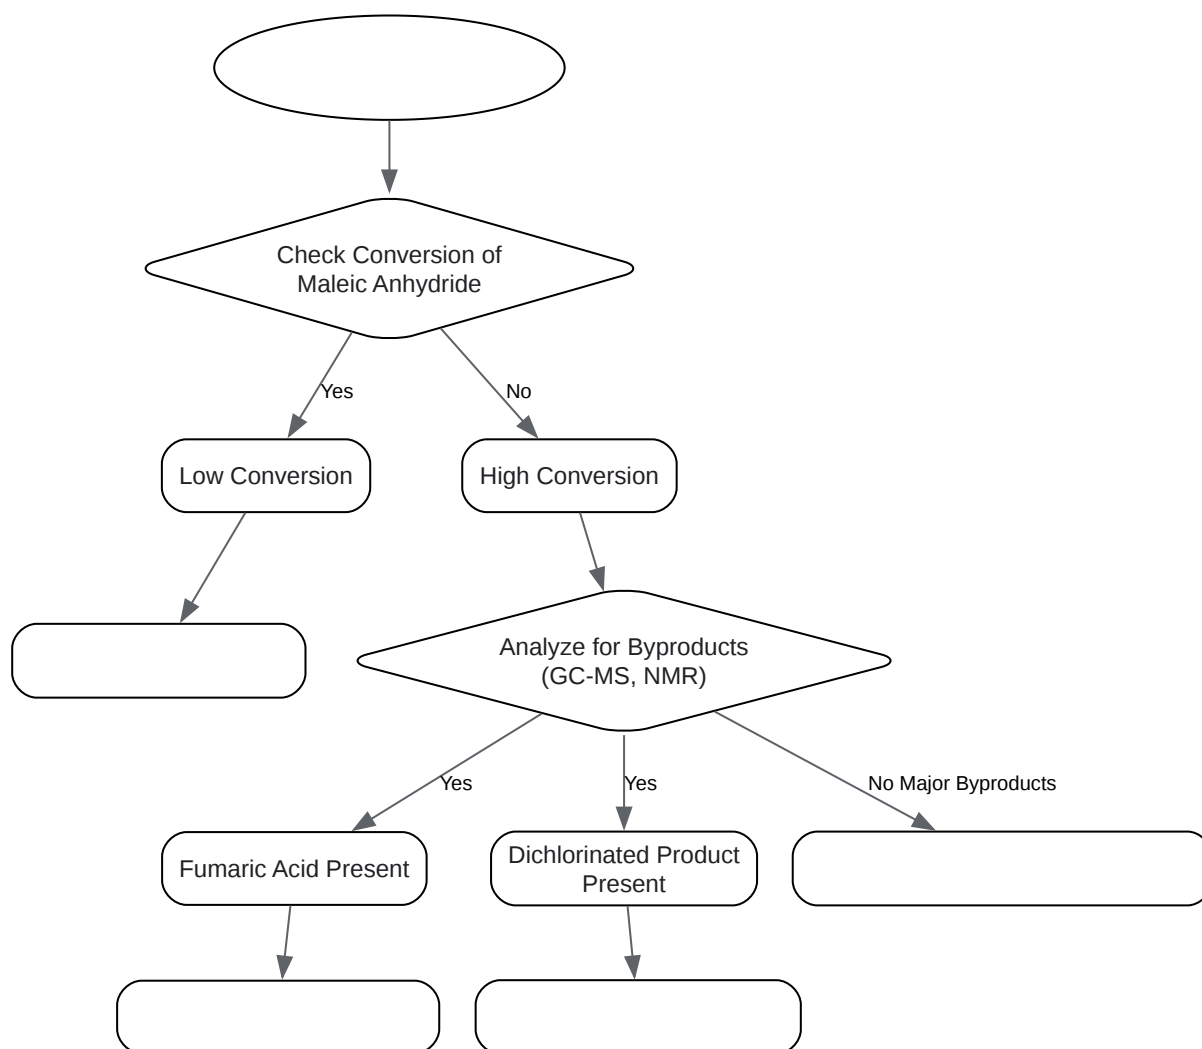 Check Conversion of
Maleic Anhydride
Yes
No
Low Conversion
High Conversion
Analyze for Byproducts
(GC-MS, NMR)
Yes
Yes
No Major Byproducts
Fumaric Acid Present
Dichlorinated Product
Present